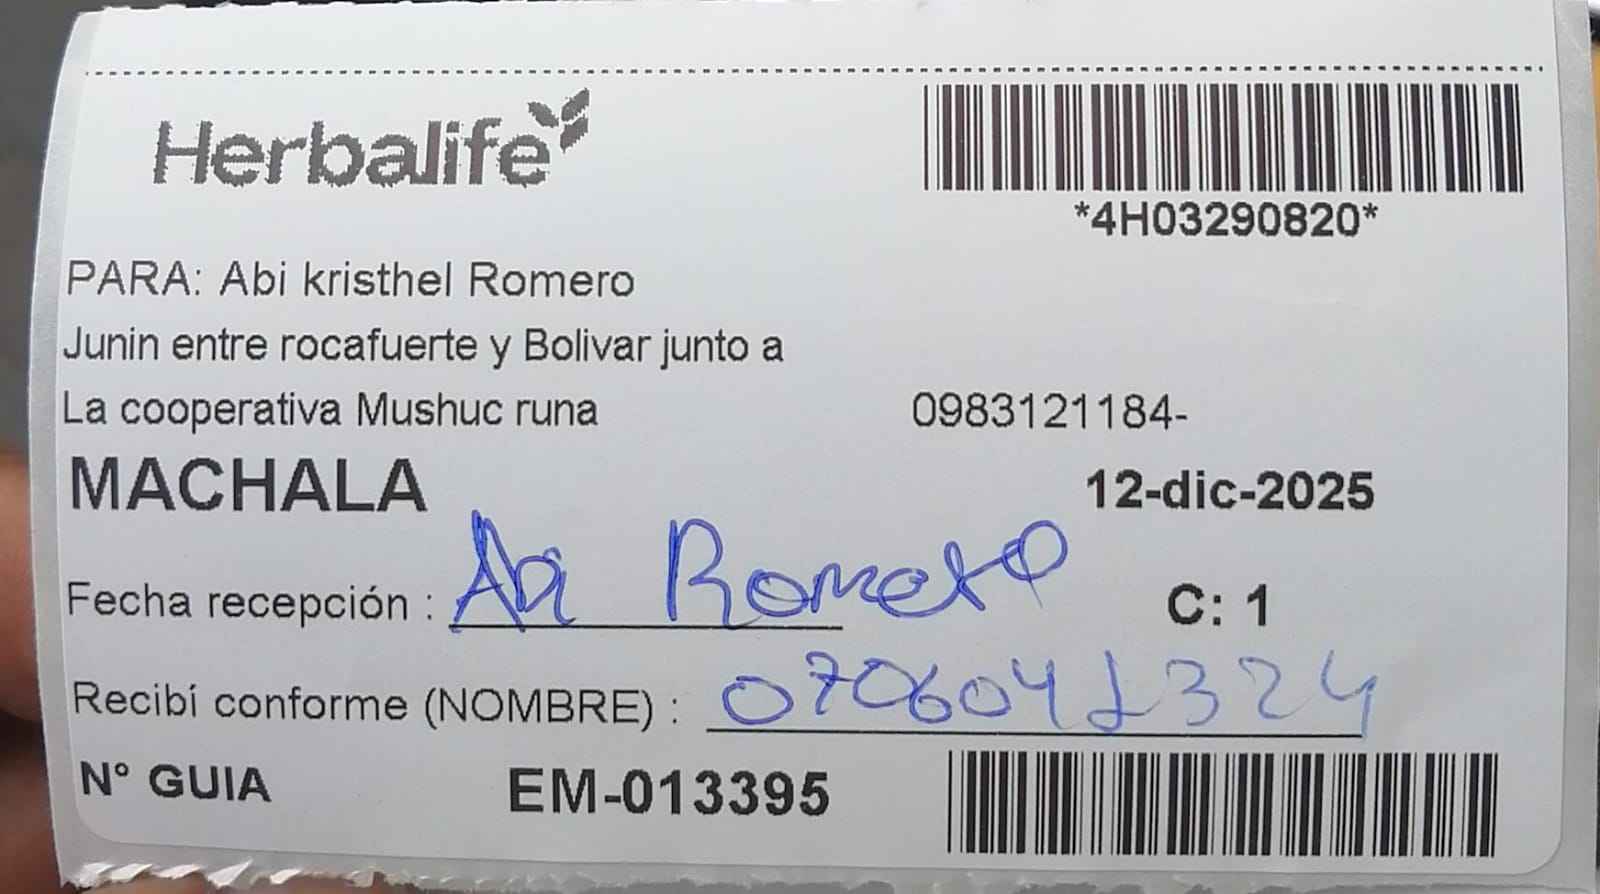 Herbalife
*4H03290820*
PARA: Abi kristhel Romero
Junin entre rocafuerte y Bolivar junto a
La cooperativa Mushuc runa 0983121184-
MACHALA 12-dic-2025
Fecha recepción : Abi Romero C: 1
Recibí conforme (NOMBRE) : 0706041324
N° GUIA EM-013395